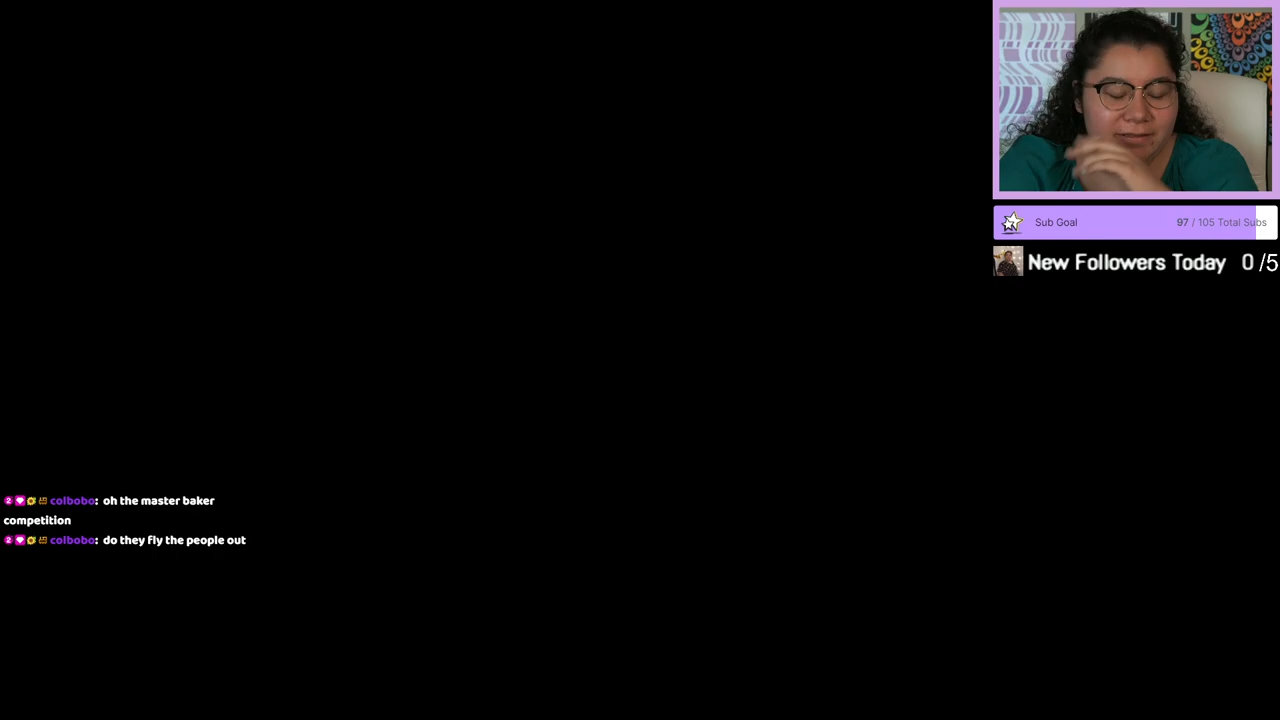 Sub Goal 97 / 105 Total Subs
New Followers Today 0 /5
colbobo: oh the master baker
competition
colbobo: do they fly the people out